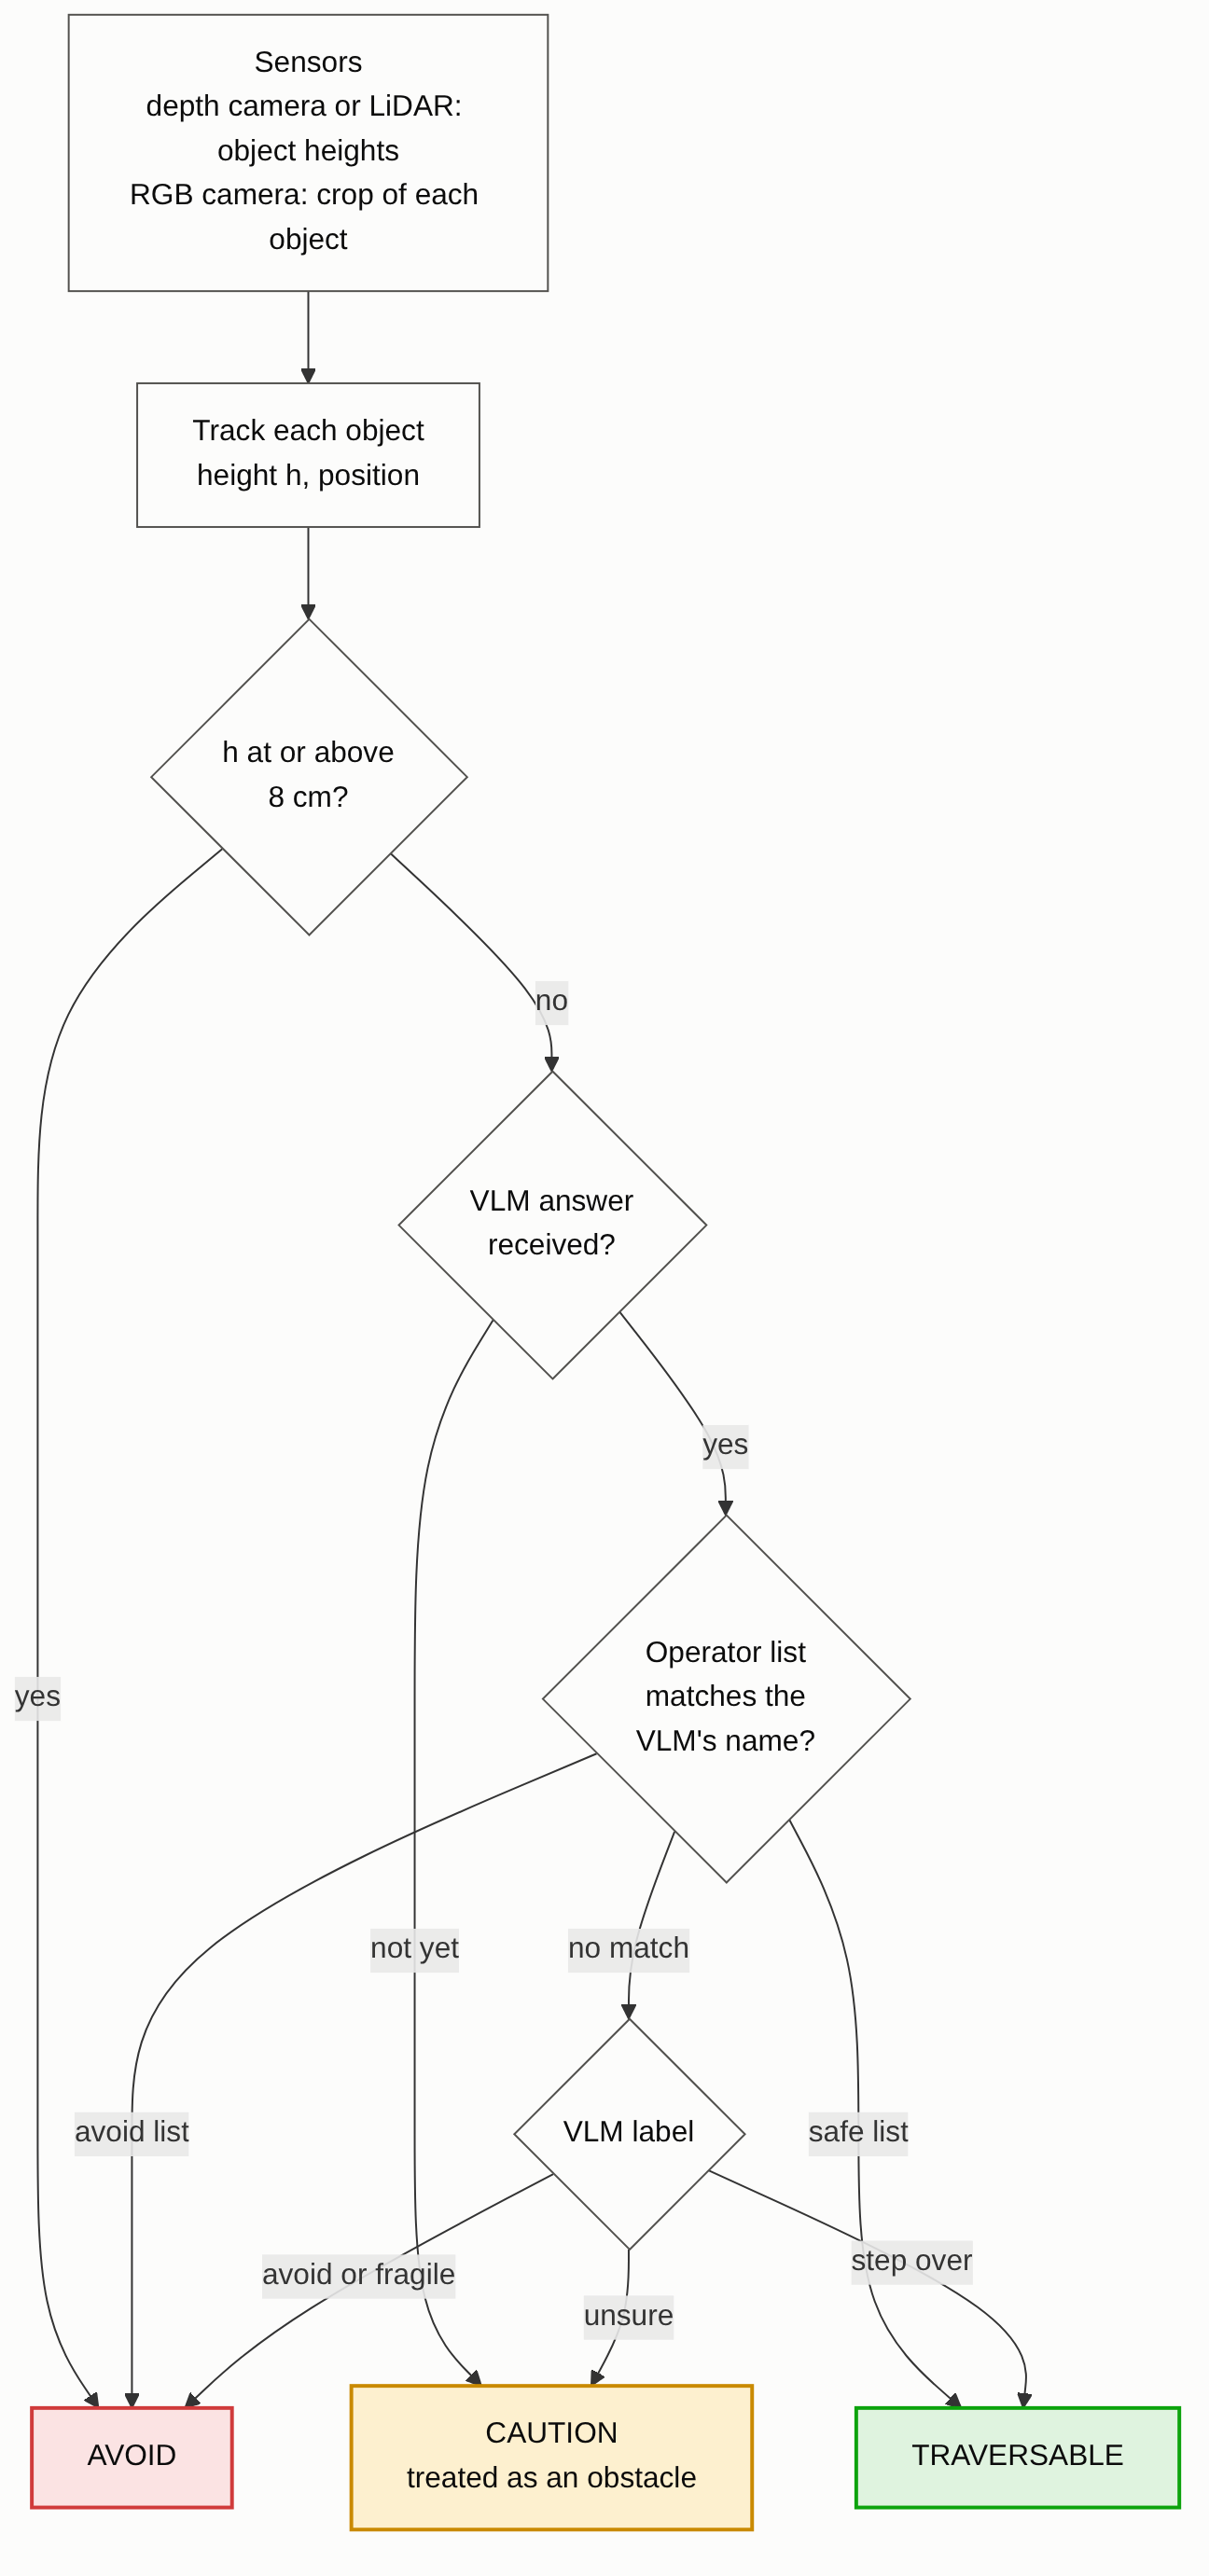 Sensors
depth camera or LiDAR:
object heights
RGB camera: crop of each
object
Track each object
height h, position
h at or above
8 cm?
no
VLM answer
received?
yes
Operator list
matches the
VLM's name?
yes
not yet
no match
avoid list
VLM label
safe list
avoid or fragile
unsure
step over
AVOID
CAUTION
treated as an obstacle
TRAVERSABLE